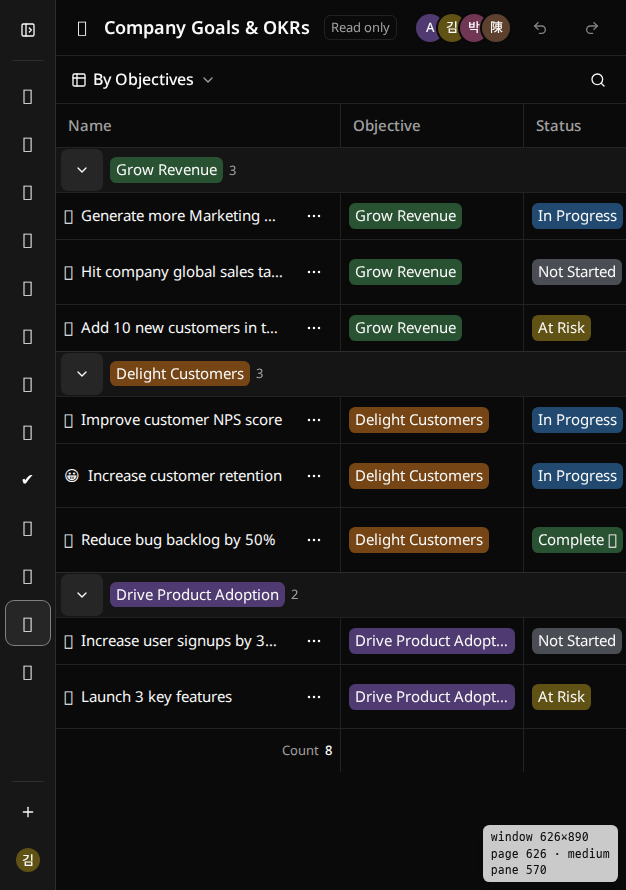 Company Goals & OKRs Read only A 김 박 陳
By Objectives
Name Objective Status
Grow Revenue 3
Generate more Marketing ... Grow Revenue In Progress
Hit company global sales ta... Grow Revenue Not Started
Add 10 new customers in t... Grow Revenue At Risk
Delight Customers 3
Improve customer NPS score Delight Customers In Progress
Increase customer retention Delight Customers In Progress
Reduce bug backlog by 50% Delight Customers Complete
Drive Product Adoption 2
Increase user signups by 3... Drive Product Adopt... Not Started
Launch 3 key features Drive Product Adopt... At Risk
Count 8
김
window 626×890
page 626 · medium
pane 570